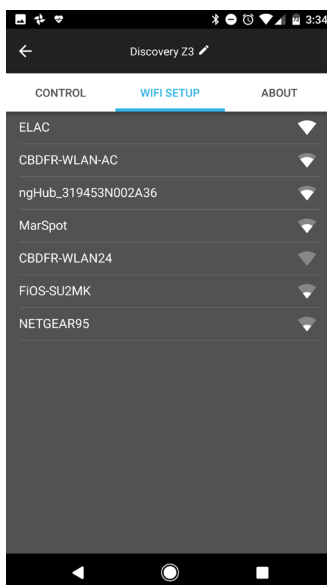 3:34
Discovery Z3
CONTROL WIFI SETUP ABOUT
ELAC
CBDFR-WLAN-AC
ngHub_319453N002A36
MarSpot
CBDFR-WLAN24
FiOS-SU2MK
NETGEAR95